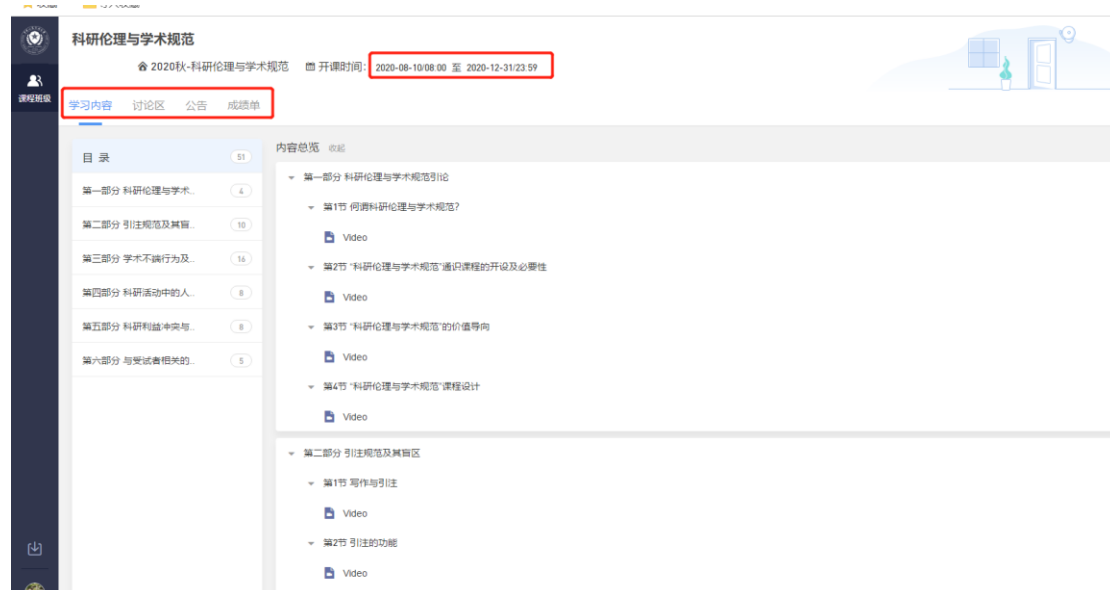 科研伦理与学术规范
2020秋-科研伦理与学术规范 开课时间: 2020-08-10/08:00 至 2020-12-31/23:59
课程班级
学习内容 讨论区 公告 成绩单
目 录 51
第一部分 科研伦理与学术... 4
第二部分 引注规范及其盲... 10
第三部分 学术不端行为及... 16
第四部分 科研活动中的人... 8
第五部分 科研利益冲突与... 8
第六部分 与受试者相关的... 5
内容总览 收起
第一部分 科研伦理与学术规范引论
第1节 何谓科研伦理与学术规范?
Video
第2节 "科研伦理与学术规范"通识课程的开设及必要性
Video
第3节 "科研伦理与学术规范"的价值导向
Video
第4节 "科研伦理与学术规范"课程设计
Video
第二部分 引注规范及其盲区
第1节 写作与引注
Video
第2节 引注的功能
Video